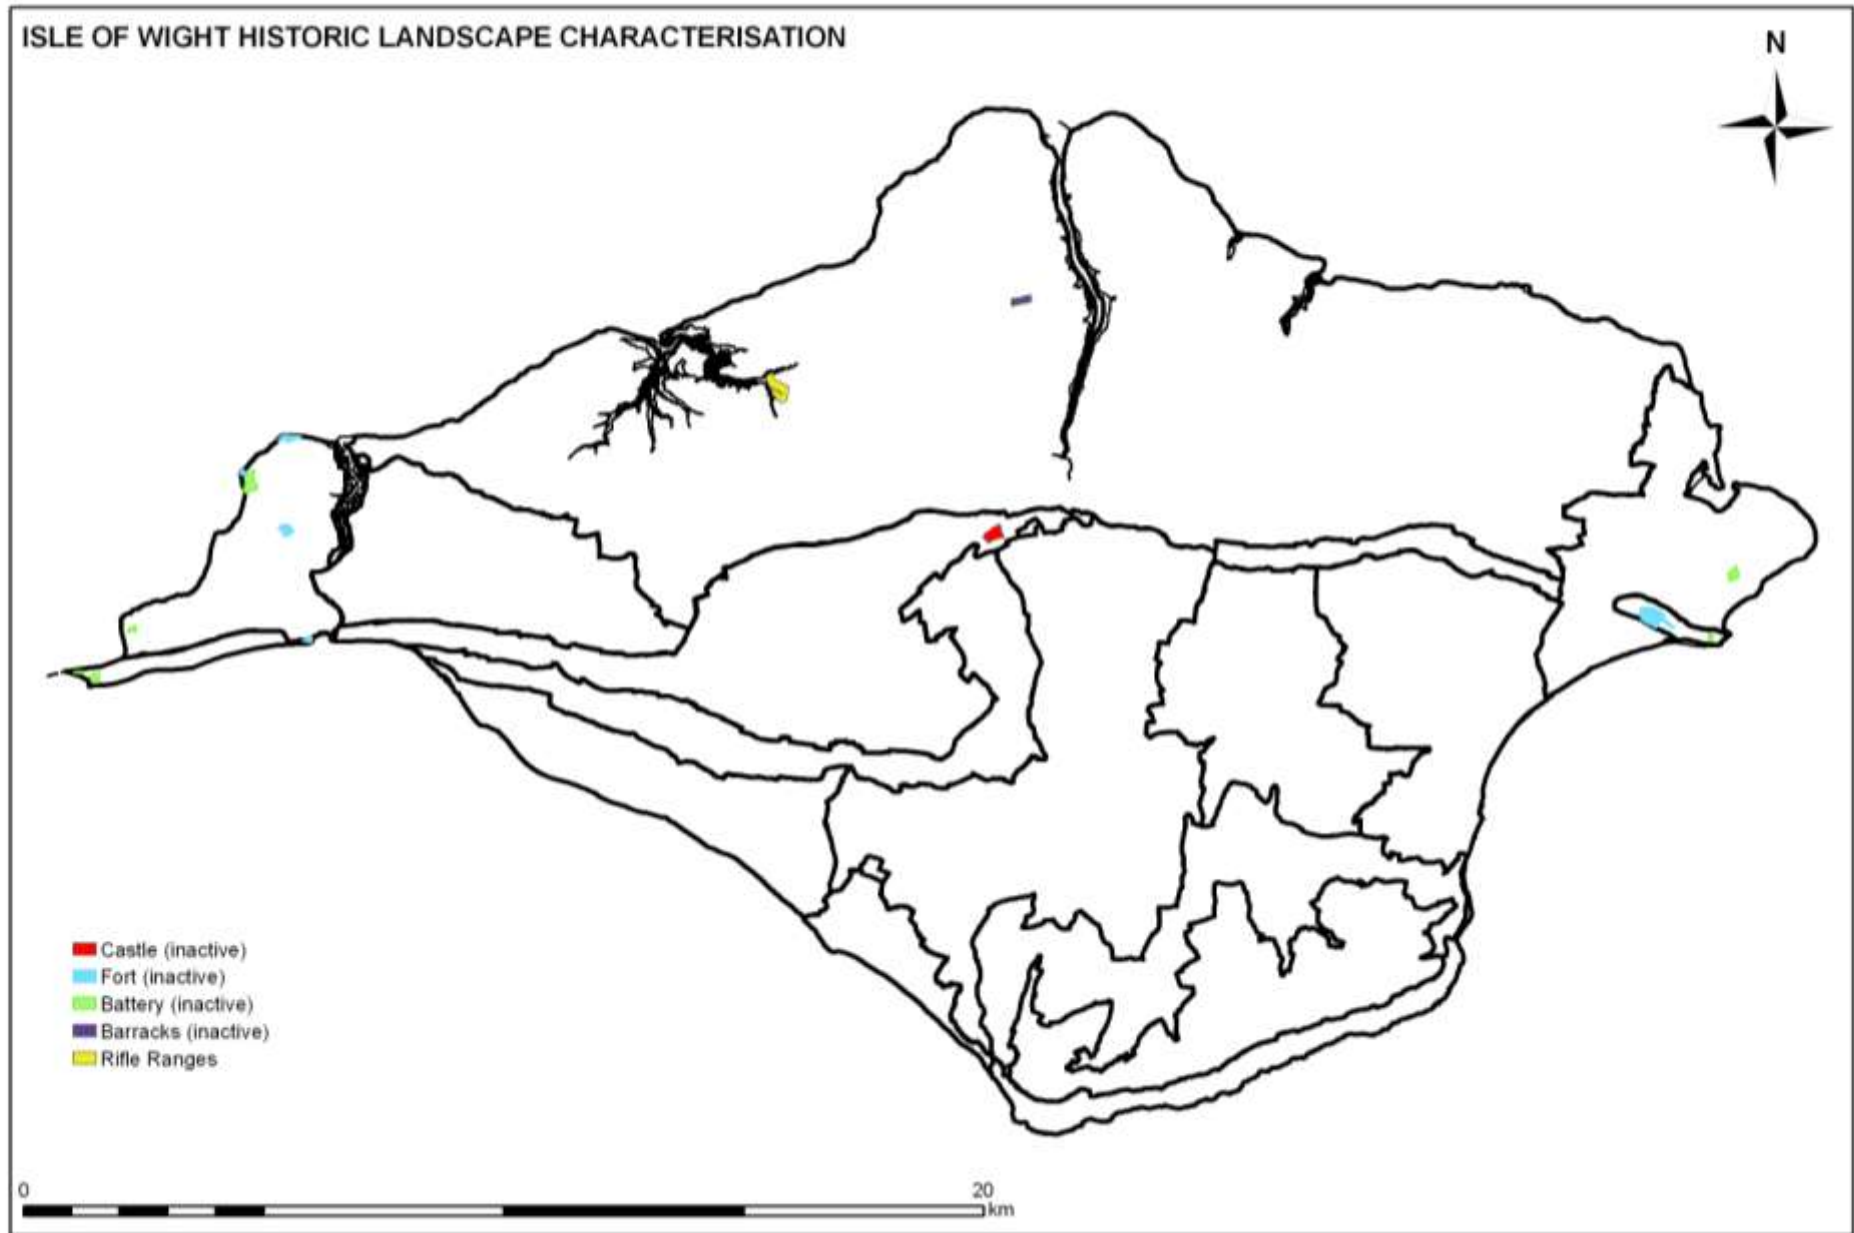 ISLE OF WIGHT HISTORIC LANDSCAPE CHARACTERISATION
N
Castle (inactive)
Fort (inactive)
Battery (inactive)
Barracks (inactive)
Rifle Ranges
0 20
km